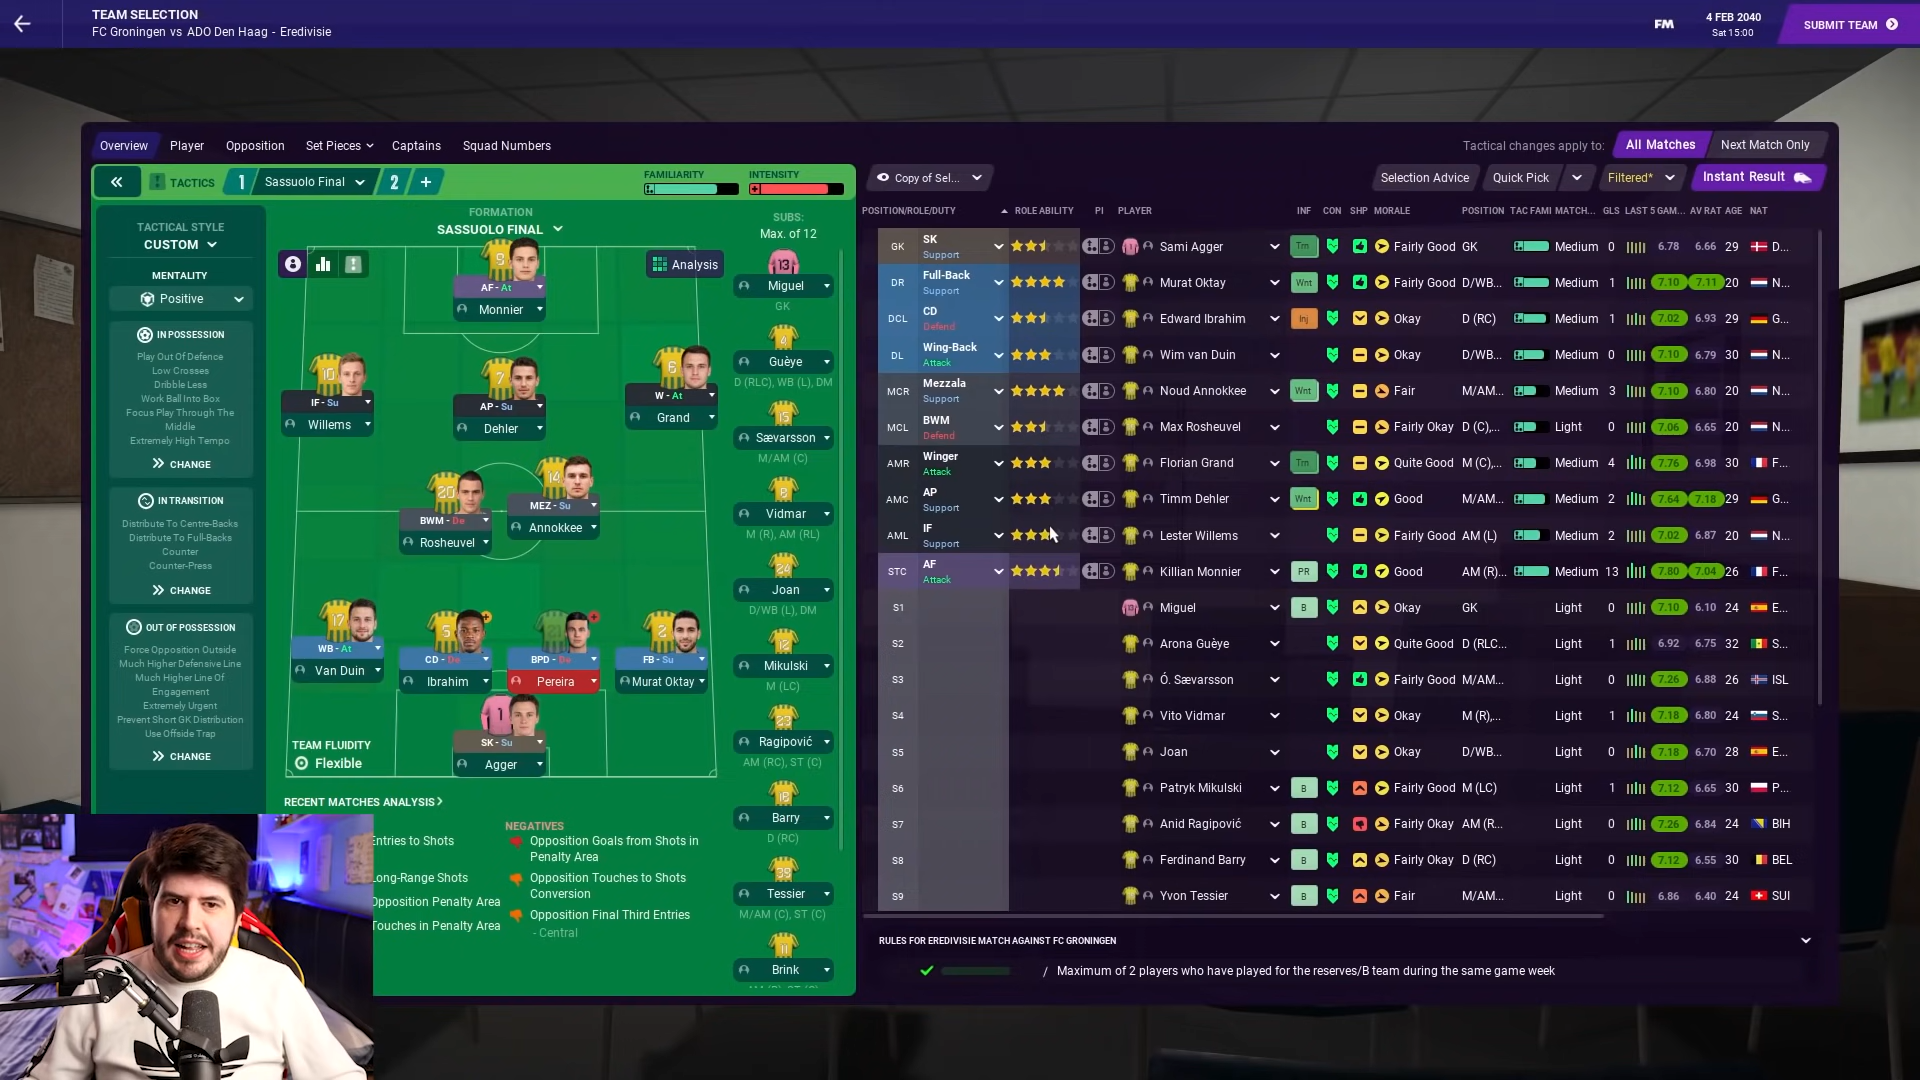 TEAM SELECTION
FC Groningen vs ADO Den Haag - Eredivisie
FM
4 FEB 2040
Sat 15:00
SUBMIT TEAM
Overview
Player
Opposition
Set Pieces
Captains
Squad Numbers
Tactical changes apply to:
All Matches
Next Match Only
TACTICS
1
Sassuolo Final
2
+
FAMILIARITY
INTENSITY
Copy of Sel...
Selection Advice
Quick Pick
Filtered*
Instant Result
TACTICAL STYLE
CUSTOM
MENTALITY
Positive
IN POSSESSION
Play Out Of Defence
Low Crosses
Dribble Less
Work Ball Into Box
Focus Play Through The
Middle
Extremely High Tempo
CHANGE
IN TRANSITION
Distribute To Centre-Backs
Distribute To Full-Backs
Counter
Counter-Press
CHANGE
OUT OF POSSESSION
Force Opposition Outside
Much Higher Defensive Line
Much Higher Line Of
Engagement
Extremely Urgent
Prevent Short GK Distribution
Use Offside Trap
CHANGE
FORMATION
SASSUOLO FINAL
Analysis
9
AF - At
Monnier
10
IF - Su
Willems
7
AP - Su
Dehler
6
W - At
Grand
20
BWM - De
Rosheuvel
14
MEZ - Su
Annokkee
17
WB - At
Van Duin
5
CD - De
Ibrahim
BPD - De
Pereira
2
FB - Su
Murat Oktay
1
SK - Su
Agger
TEAM FLUIDITY
Flexible
RECENT MATCHES ANALYSIS
Entries to Shots
Long-Range Shots
Opposition Penalty Area
Touches in Penalty Area
NEGATIVES
Opposition Goals from Shots in
Penalty Area
Opposition Touches to Shots
Conversion
Opposition Final Third Entries
- Central
SUBS:
Max. of 12
13
Miguel
GK
4
Guèye
D (RLC), WB (L), DM
15
Sævarsson
M/AM (C)
8
Vidmar
M (R), AM (RL)
24
Joan
D/WB (L), DM
12
Mikulski
M (LC)
23
Ragipović
AM (RC), ST (C)
16
Barry
D (RC)
39
Tessier
M/AM (C), ST (C)
11
Brink
POSITION/ROLE/DUTY ROLE ABILITY PI PLAYER INF CON SHP MORALE POSITION TAC FAMI MATCH... GLS LAST 5 GAM... AV RAT AGE NAT
GK SK Support Sami Agger Trn Fairly Good GK Medium 0 6.78 6.66 29 D...
DR Full-Back Support Murat Oktay Wnt Fairly Good D/WB... Medium 1 7.10 7.11 20 N...
DCL CD Defend Edward Ibrahim Inj Okay D (RC) Medium 1 7.02 6.93 29 G...
DL Wing-Back Attack Wim van Duin Okay D/WB... Medium 0 7.10 6.79 30 N...
MCR Mezzala Support Noud Annokkee Wnt Fair M/AM... Medium 3 7.10 6.80 20 N...
MCL BWM Defend Max Rosheuvel Fairly Okay D (C),... Light 0 7.06 6.65 20 N...
AMR Winger Attack Florian Grand Trn Quite Good M (C),... Medium 4 7.76 6.98 30 F...
AMC AP Support Timm Dehler Wnt Good M/AM... Medium 2 7.64 7.18 29 G...
AML IF Support Lester Willems Fairly Good AM (L) Medium 2 7.02 6.87 20 N...
STC AF Attack Killian Monnier PR Good AM (R)... Medium 13 7.80 7.04 26 F...
S1 Miguel B Okay GK Light 0 7.10 6.10 24 E...
S2 Arona Guèye Quite Good D (RLC... Light 1 6.92 6.75 32 S...
S3 Ó. Sævarsson Fairly Good M/AM... Light 0 7.26 6.88 26 ISL
S4 Vito Vidmar Okay M (R),... Light 1 7.18 6.80 24 S...
S5 Joan Okay D/WB... Light 0 7.18 6.70 28 E...
S6 Patryk Mikulski B Fairly Good M (LC) Light 1 7.12 6.65 30 P...
S7 Anid Ragipović B Fairly Okay AM (R... Light 0 7.26 6.84 24 BIH
S8 Ferdinand Barry B Fairly Okay D (RC) Light 0 7.12 6.55 30 BEL
S9 Yvon Tessier B Fair M/AM... Light 0 6.86 6.40 24 SUI
RULES FOR EREDIVISIE MATCH AGAINST FC GRONINGEN
/ Maximum of 2 players who have played for the reserves/B team during the same game week